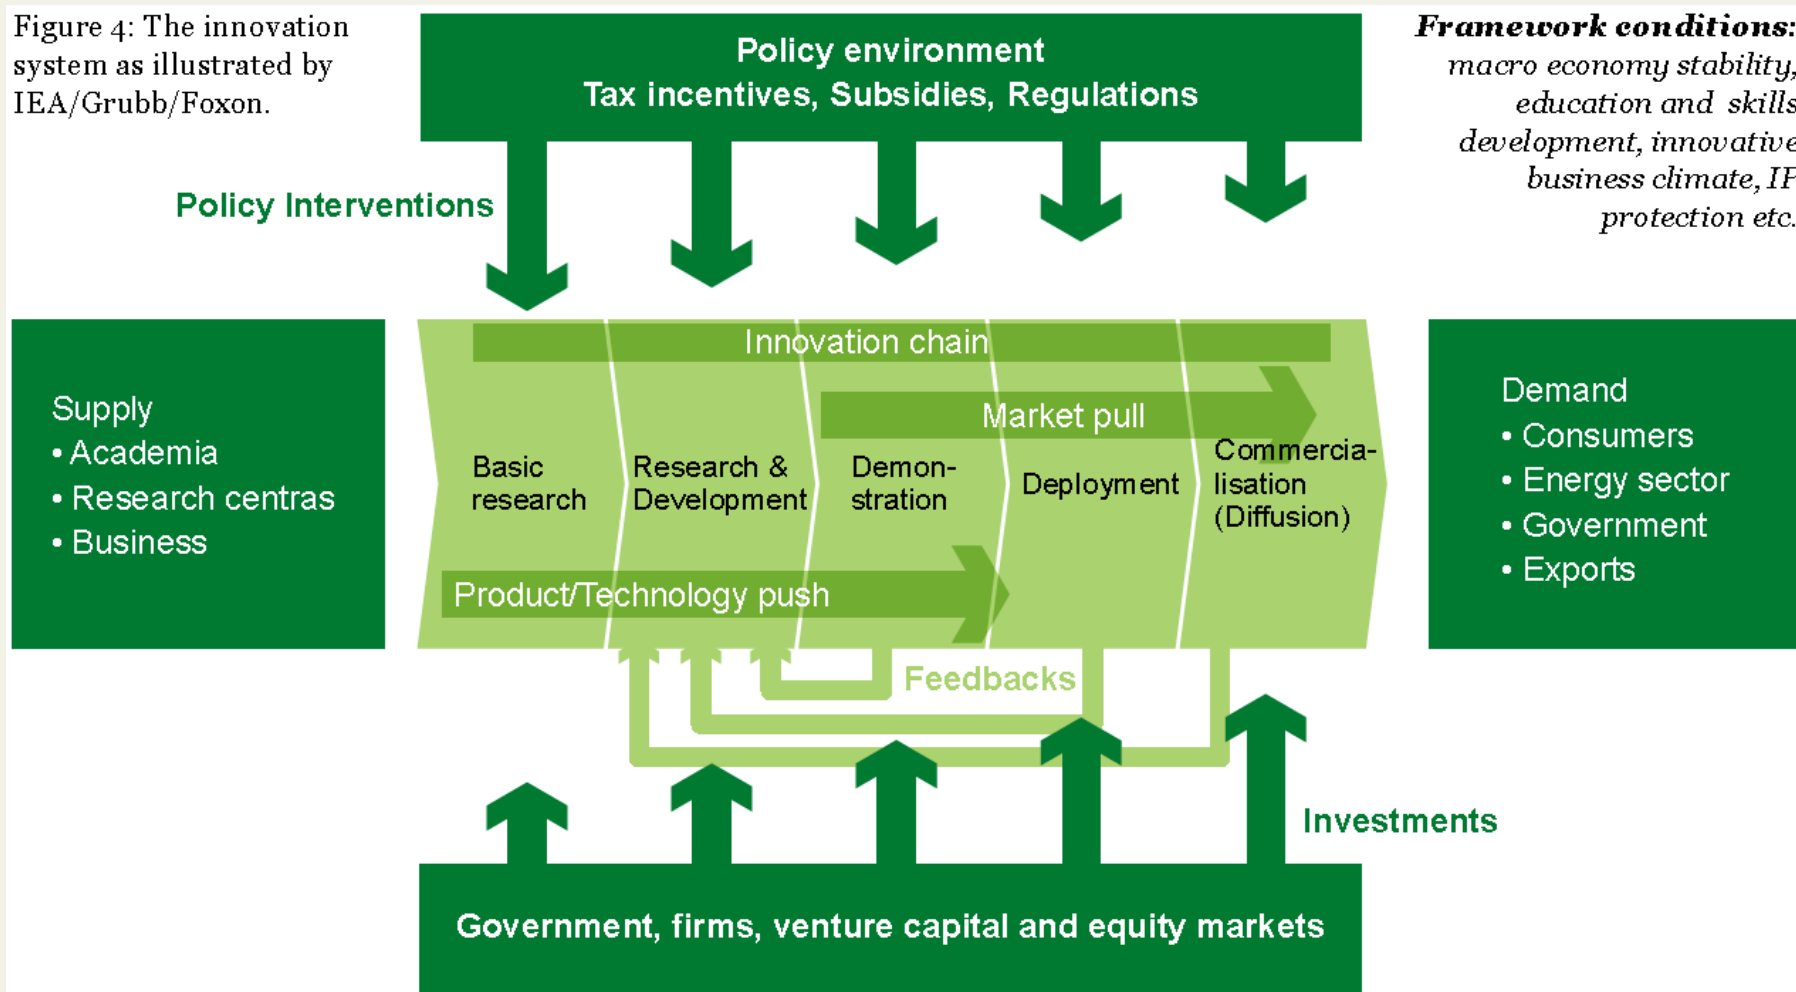 Figure 4: The innovation
system as illustrated by
IEA/Grubb/Foxon.
Policy environment
Tax incentives, Subsidies, Regulations
Framework conditions:
macro economy stability,
education and skills
development, innovative
business climate, IP
protection etc.
Policy Interventions
Supply
• Academia
• Research centras
• Business
Innovation chain
Market pull
Basic
research
Research &
Development
Demon-
stration
Deployment
Commercia-
lisation
(Diffusion)
Product/Technology push
Demand
• Consumers
• Energy sector
• Government
• Exports
Feedbacks
Investments
Government, firms, venture capital and equity markets